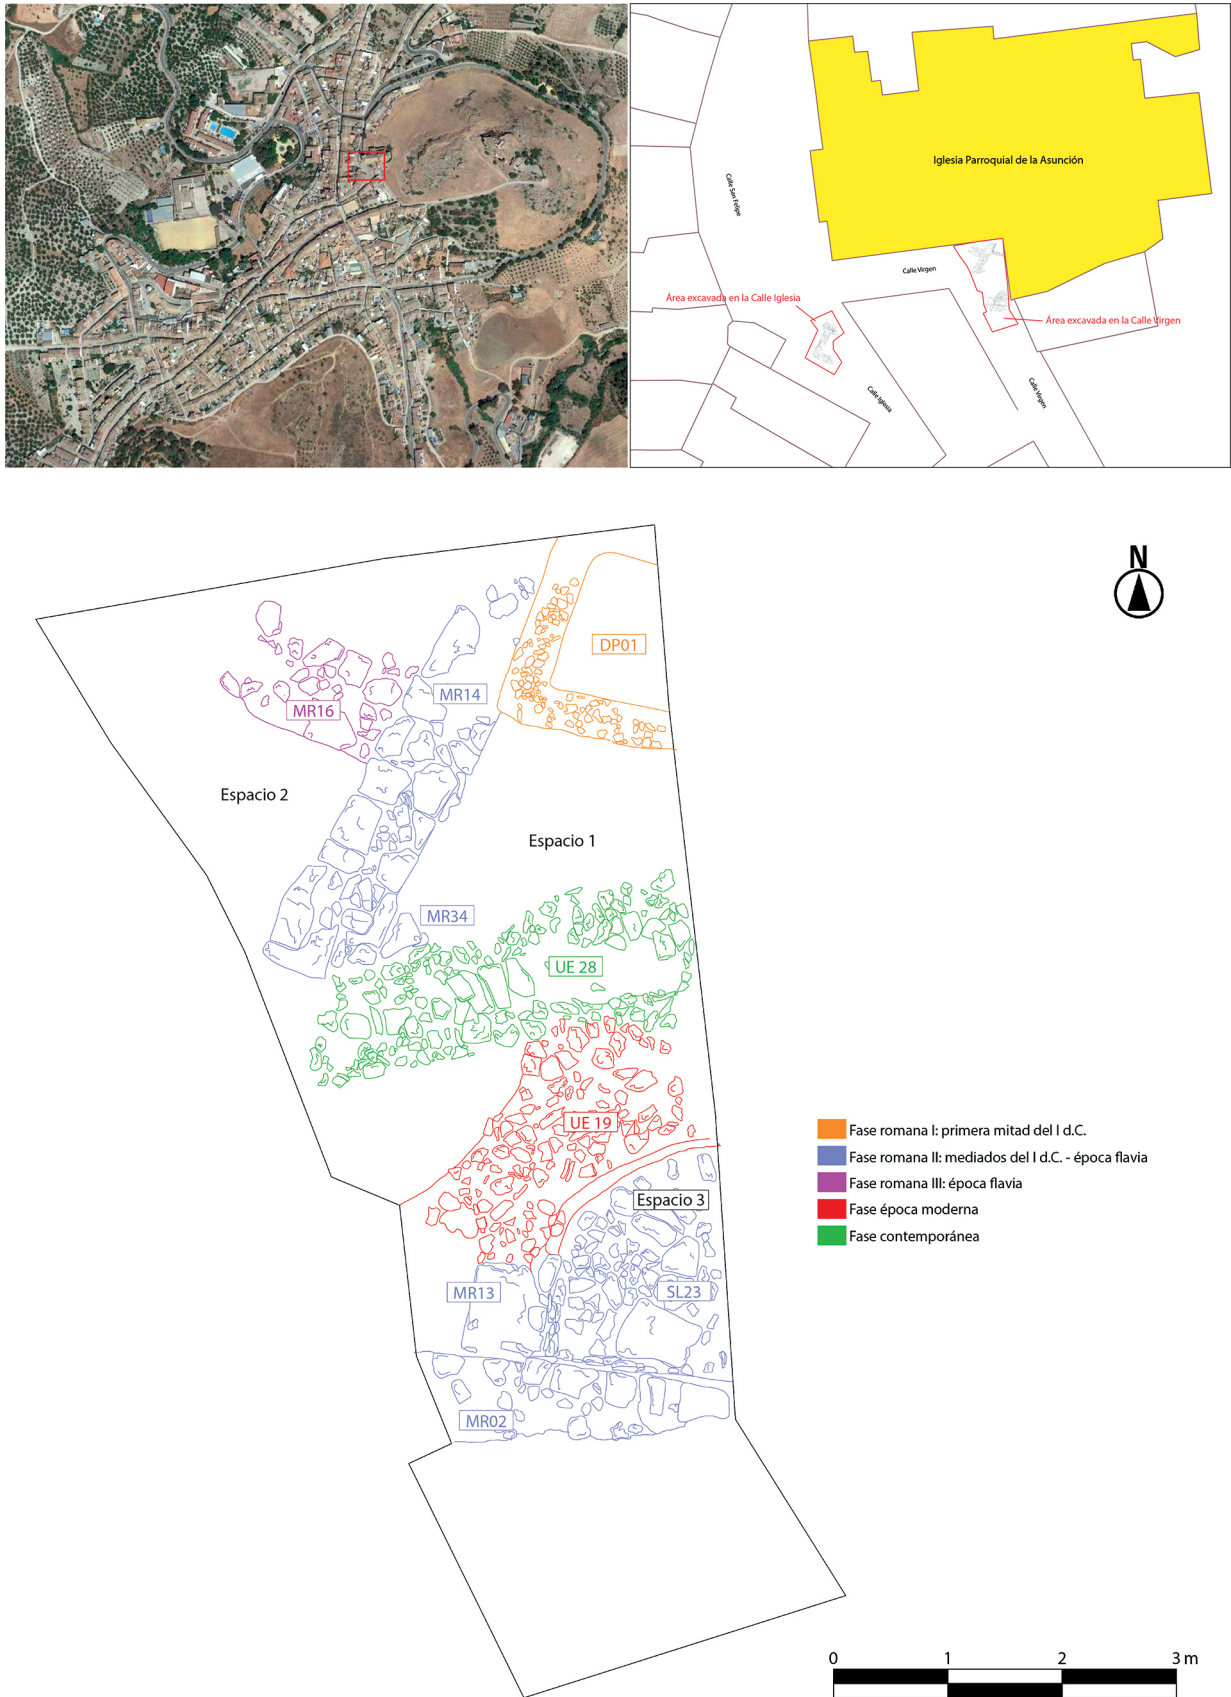 Iglesia Parroquial de la Asunción
Calle San Felipe
Calle Virgen
Área excavada en la Calle Iglesia
Área excavada en la Calle Virgen
Calle Iglesia
Calle Virgen
N
DP01
MR14
MR16
Espacio 2
Espacio 1
MR34
UE 28
UE 19
Espacio 3
MR13
SL23
MR02
Fase romana I: primera mitad del I d.C.
Fase romana II: mediados del I d.C. - época flavia
Fase romana III: época flavia
Fase época moderna
Fase contemporánea
0 1 2 3 m